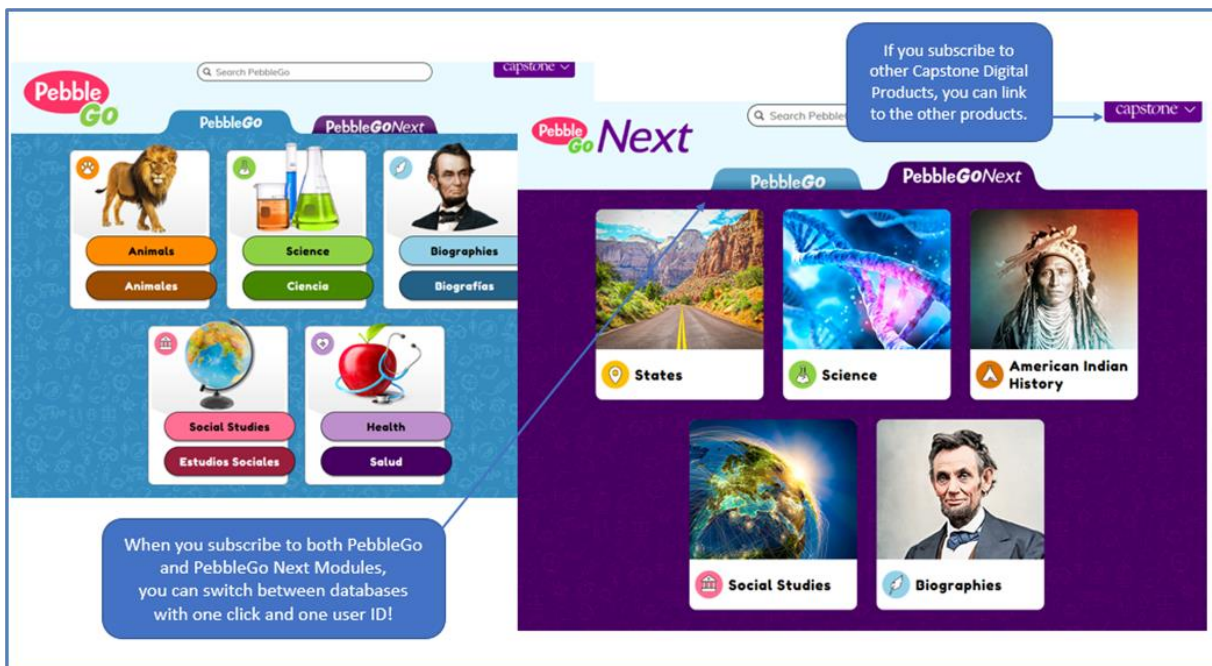 Pebble
Go
Search PebbleGo
capstone
PebbleGo
PebbleGONext
Animals
Animales
Science
Ciencia
Biographies
Biografías
Social Studies
Estudios Sociales
Health
Salud
When you subscribe to both PebbleGo
and PebbleGo Next Modules,
you can switch between databases
with one click and one user ID!
If you subscribe to
other Capstone Digital
Products, you can link
to the other products.
Pebble
Go Next
Search Pebble
capstone
PebbleGo
PebbleGONext
States
Science
American Indian
History
Social Studies
Biographies